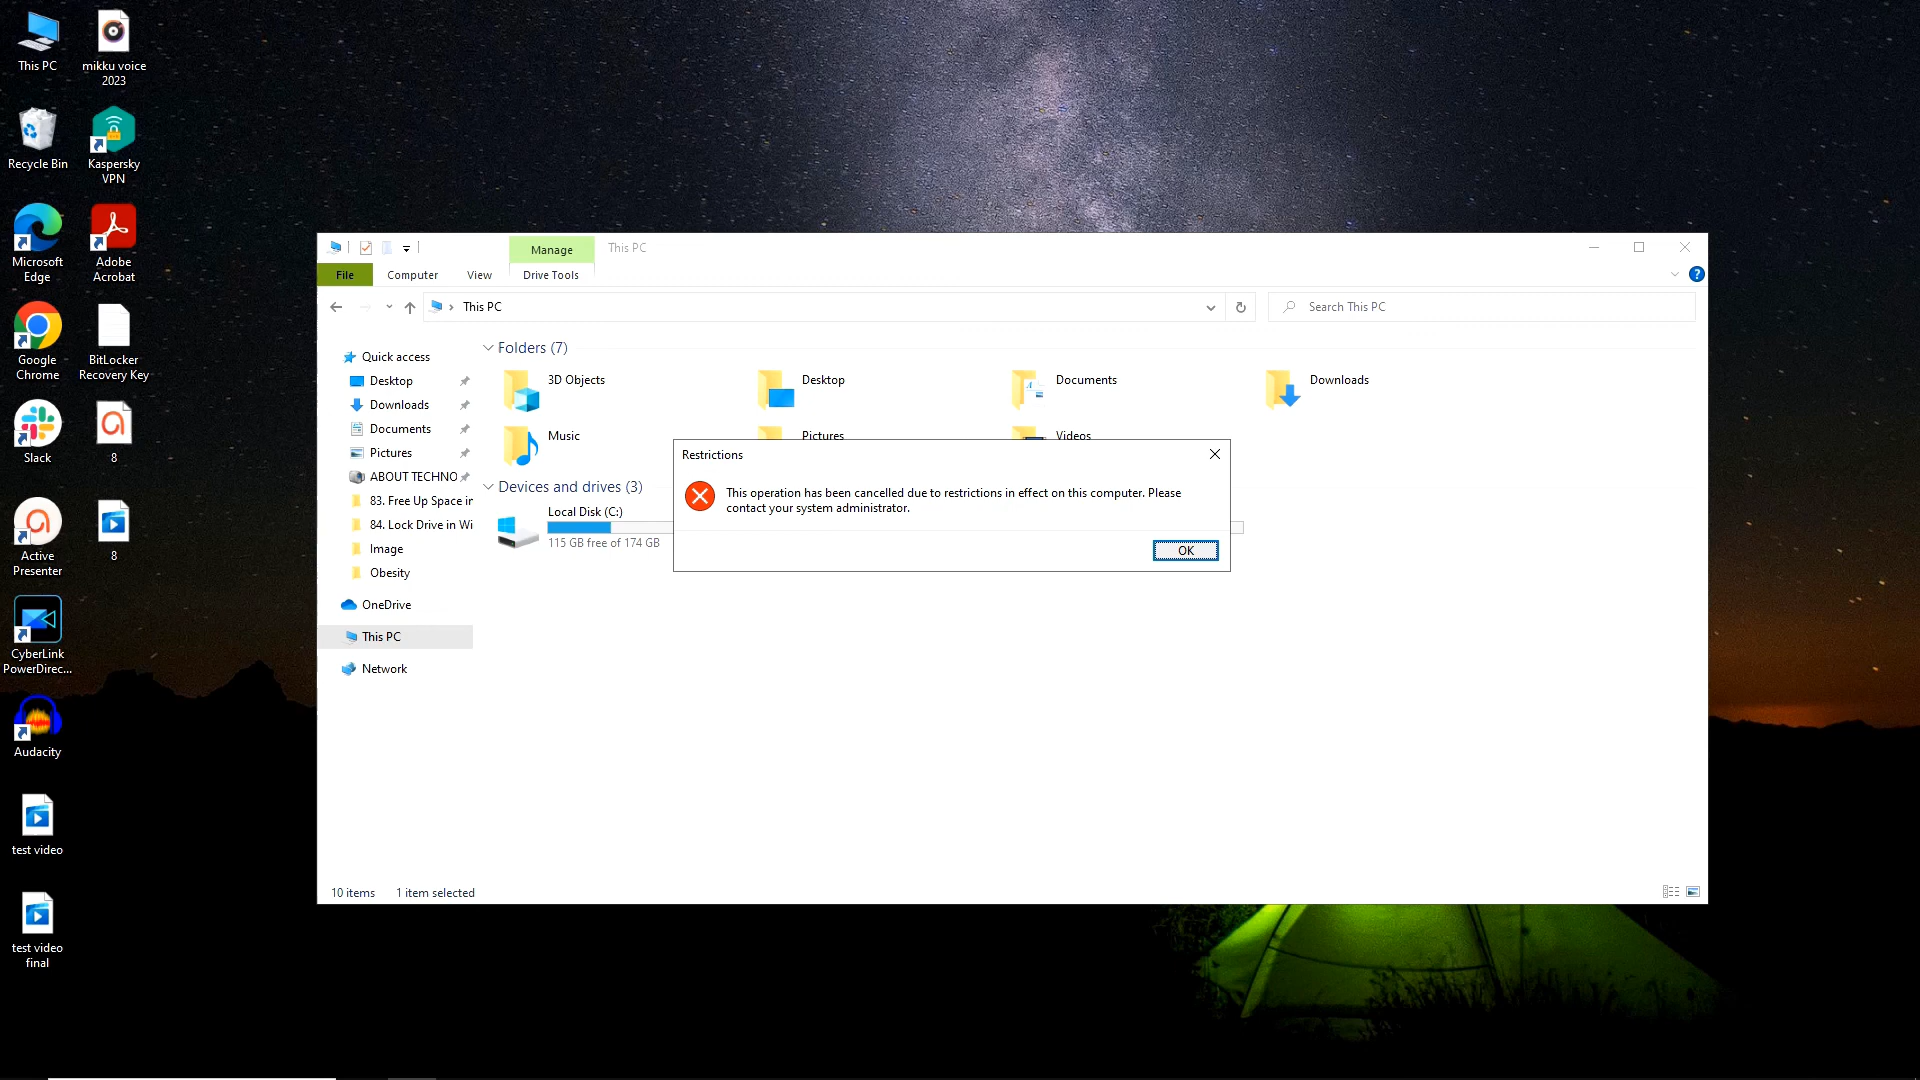 This PC
mikku voice
2023
Recycle Bin
Kaspersky
VPN
Microsoft
Edge
Adobe
Acrobat
Google
Chrome
BitLocker
Recovery Key
Slack
8
Active
Presenter
8
CyberLink
PowerDirec...
Audacity
test video
test video
final
Manage
This PC
File
Computer
View
Drive Tools
This PC
Search This PC
Quick access
Desktop
Downloads
Documents
Pictures
ABOUT TECHNO
83. Free Up Space in
84. Lock Drive in Wi
Image
Obesity
OneDrive
This PC
Network
Folders (7)
3D Objects
Desktop
Documents
Downloads
Music
Pictures
Videos
Devices and drives (3)
Local Disk (C:)
115 GB free of 174 GB
Restrictions
This operation has been cancelled due to restrictions in effect on this computer. Please
contact your system administrator.
OK
10 items
1 item selected